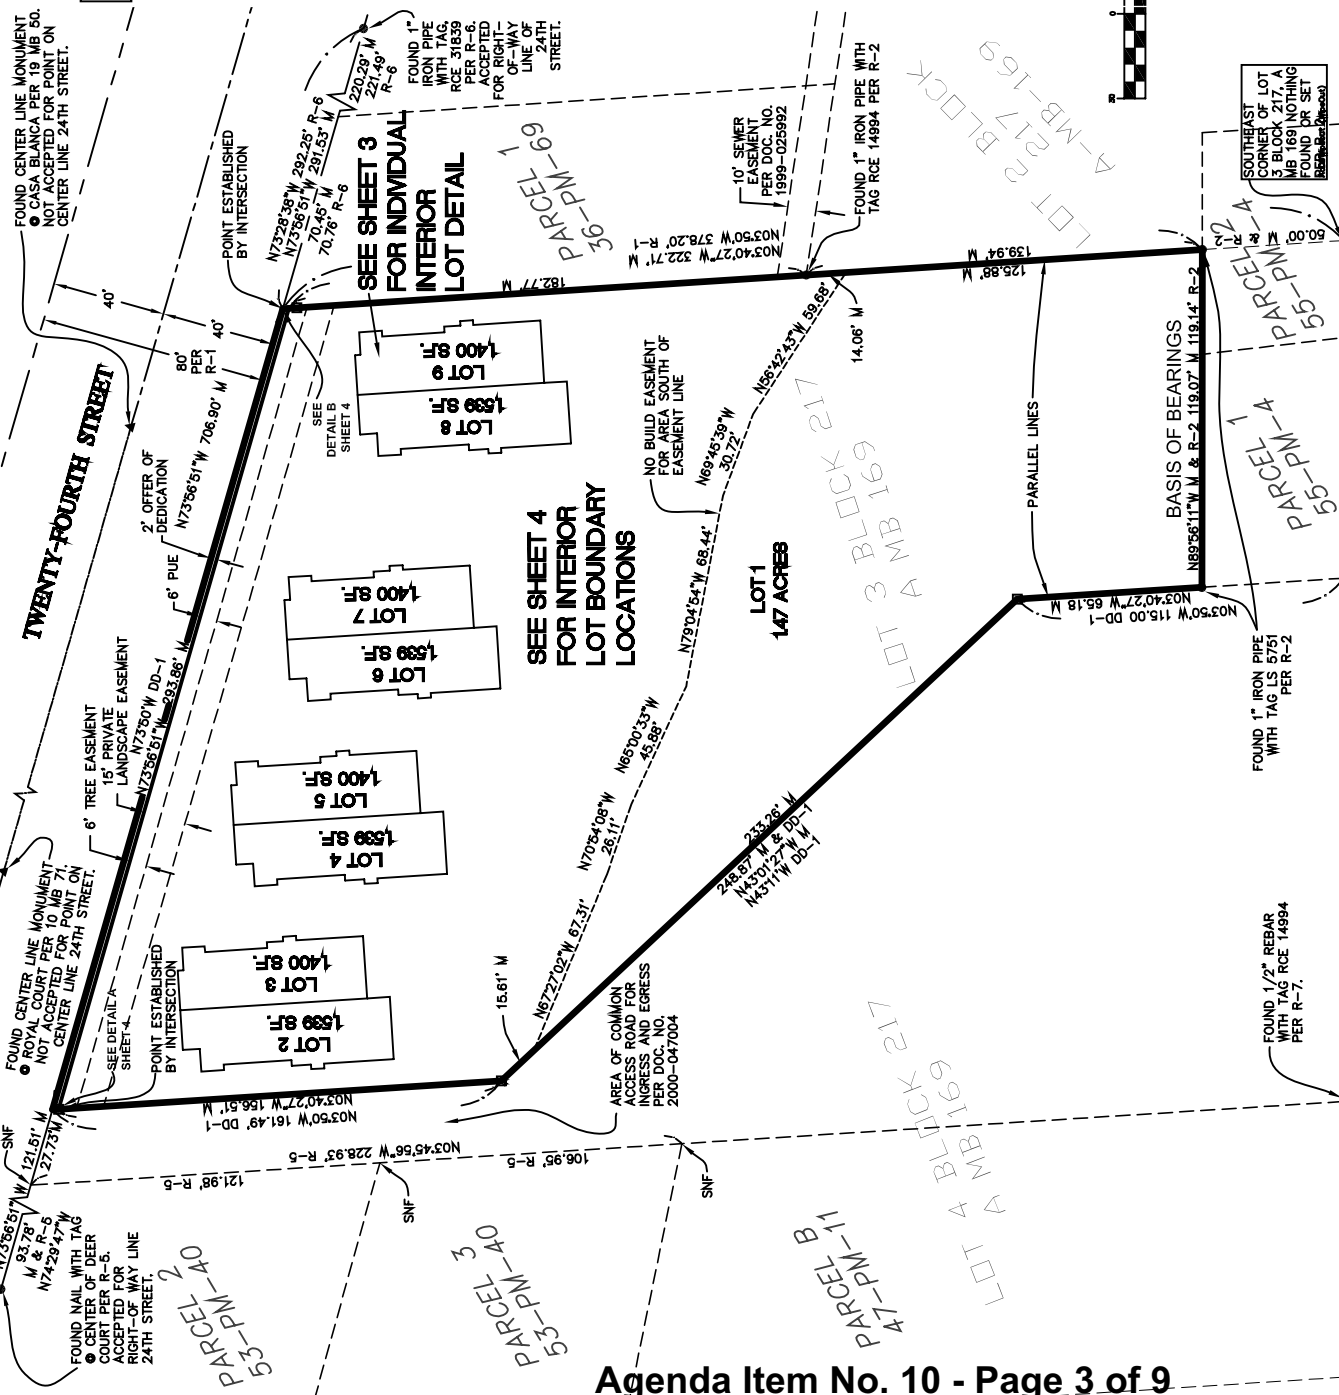 FOUND CENTER LINE MONUMENT
@ CASA BLANCA PER 19 MB 50.
NOT ACCEPTED FOR POINT ON
CENTER LINE 24TH STREET.
FOUND 1"
IRON PIPE
WITH TAG,
RCE 31839
PER R-6.
ACCEPTED
FOR RIGHT-
OF-WAY
LINE OF
24TH
STREET.
220.29' M
221.49'
R-6
N73°28'38"W 292.25' R-6
N73°56'51"W 291.53' M
70.45' M
70.76' R-6
POINT ESTABLISHED
BY INTERSECTION
40'
40'
80'
PER
R-1
TWENTY-FOURTH STREET
SEE SHEET 3
FOR INDIVIDUAL
INTERIOR
LOT DETAIL
PARCEL 1
36-PM-69
10' SEWER
EASEMENT
PER DOC. NO.
1999-025992
FOUND 1" IRON PIPE WITH
TAG RCE 14994 PER R-2
LOT 2 BLOCK
217
A-MB-169
SOUTHEAST
CORNER OF LOT
3 BLOCK 217, A
MB 169 NOTHING
FOUND OR SET
N03°50'W 378.20' R-1
N03°40'27"W 322.71' M
182.77' M
139.94'
125.88' M
14.06' M
50.00' M & R-2
PARCEL 2
55-PM-4
PARCEL 1
55-PM-4
BASIS OF BEARINGS
N89°56'11"W M & R-2 119.07' M 119.14' R-2
PARALLEL LINES
N03°40'27"W 65.18 M
N03°50'W 115.00 DD-1
FOUND 1" IRON PIPE
WITH TAG LS 5751
PER R-2
SEE
DETAIL B
SHEET 4
2' OFFER OF
DEDICATION
N73°56'51"W 706.90' M
6' PUE
6' TREE EASEMENT
15' PRIVATE
LANDSCAPE EASEMENT
N73°50'W DD-1
N73°56'51"W 293.86' M
LOT 9
1,400 S.F.
LOT 8
1,539 S.F.
LOT 7
1,400 S.F.
LOT 6
1,539 S.F.
LOT 5
1,400 S.F.
LOT 4
1,539 S.F.
LOT 3
1,400 S.F.
LOT 2
1,539 S.F.
SEE SHEET 4
FOR INTERIOR
LOT BOUNDARY
LOCATIONS
NO BUILD EASEMENT
FOR AREA SOUTH OF
EASEMENT LINE
N56°42'43"W 59.68'
N69°45'39"W
30.72'
N79°04'54"W 68.44'
N65°00'33"W
45.88'
N70°54'08"W
26.11'
N67°27'02"W 67.31'
LOT 1
1.47 ACRES
LOT 3 BLOCK 217
A MB 169
233.26' M
248.87' M & DD-1
N43°01'27"W M
N43°11'W DD-1
15.61' M
FOUND CENTER LINE MONUMENT
@ ROYAL COURT PER 10 MB 71.
NOT ACCEPTED FOR POINT ON
CENTER LINE 24TH STREET.
SEE DETAIL A
SHEET 4
POINT ESTABLISHED
BY INTERSECTION
N03°40'27"W 156.51' M
N03°50'W 161.49' DD-1
AREA OF COMMON
ACCESS ROAD FOR
INGRESS AND EGRESS
PER DOC. NO.
2000-047004
SNF
121.51' M
27.73'M
N73°56'51"W
93.78'
M & R-5
N74°29'47"W
FOUND NAIL WITH TAG
@ CENTER OF DEER
COURT PER R-5.
ACCEPTED FOR
RIGHT-OF WAY LINE
24TH STREET.
N03°45'56"W 228.93' R-5
121.98' R-5
106.95' R-5
SNF
SNF
PARCEL 2
53-PM-40
PARCEL 3
53-PM-40
PARCEL B
47-PM-11
LOT 4 BLOCK 217
A MB 169
FOUND 1/2" REBAR
WITH TAG RCE 14994
PER R-7.
0
Agenda Item No. 10 - Page 3 of 9